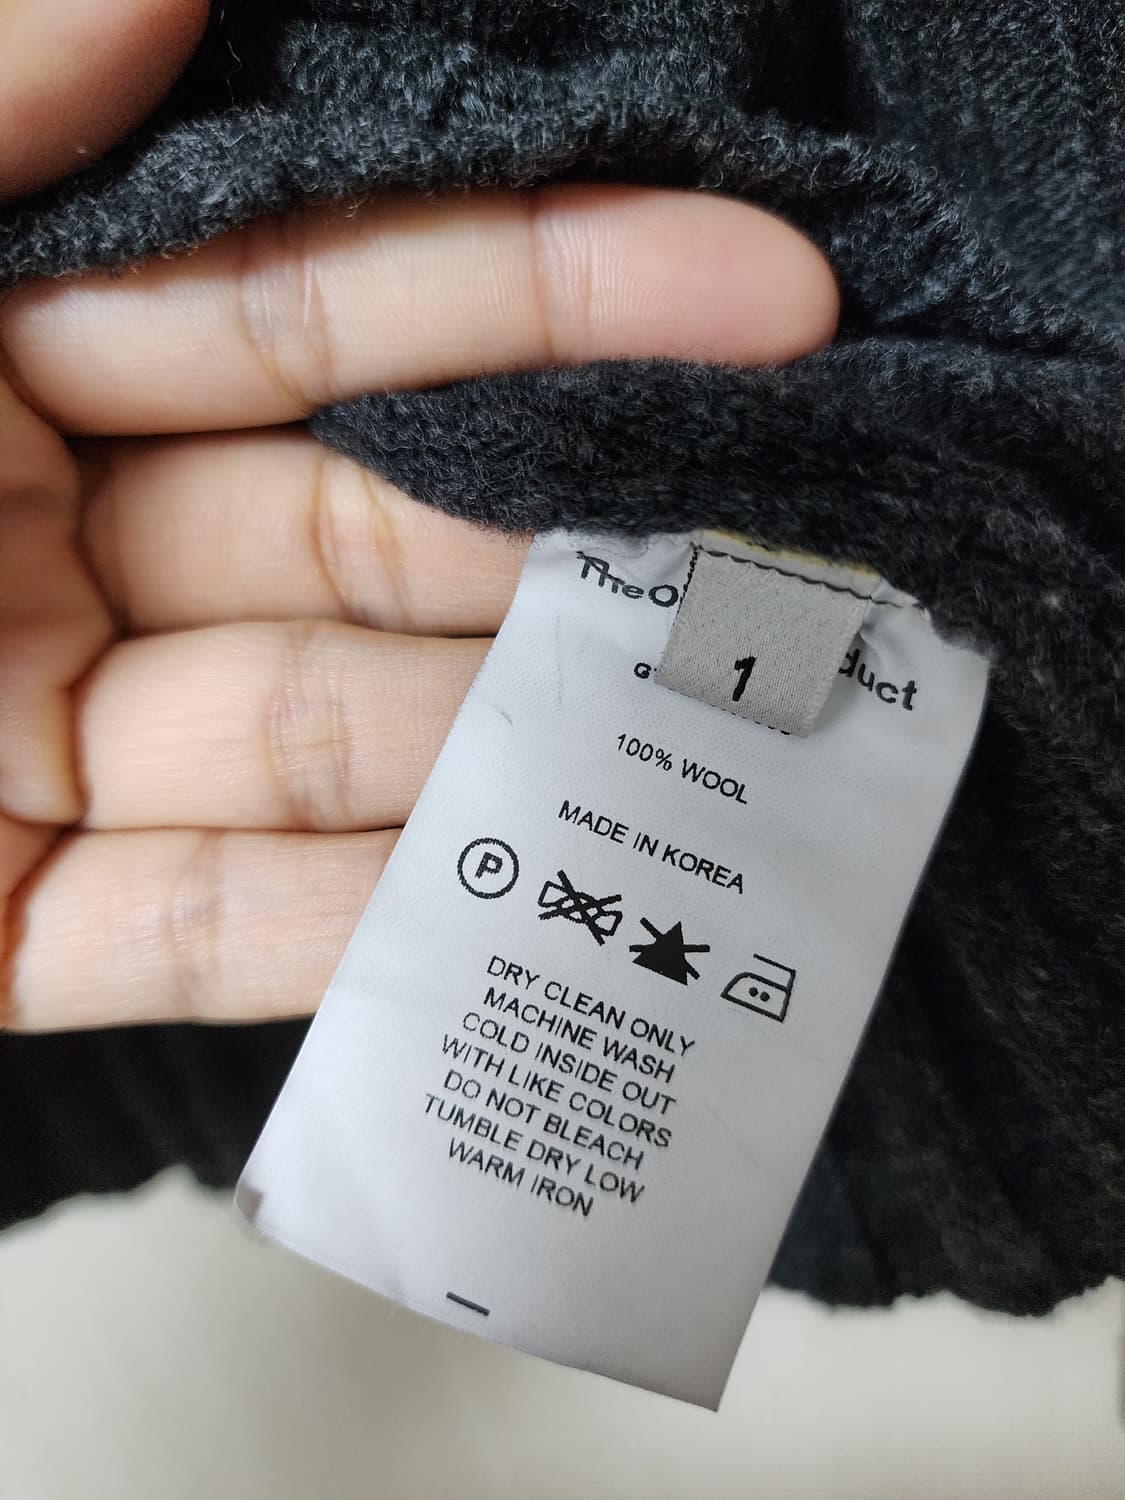 1
100% WOOL
MADE IN KOREA
P
DRY CLEAN ONLY
MACHINE WASH
COLD INSIDE OUT
WITH LIKE COLORS
DO NOT BLEACH
TUMBLE DRY LOW
WARM IRON